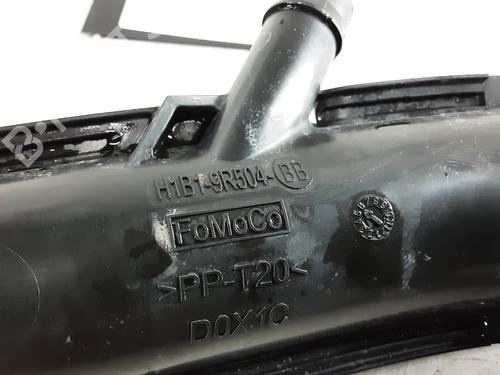 H1B1-9R504-BB
FoMoCo
>PP-T20<
D0X1C